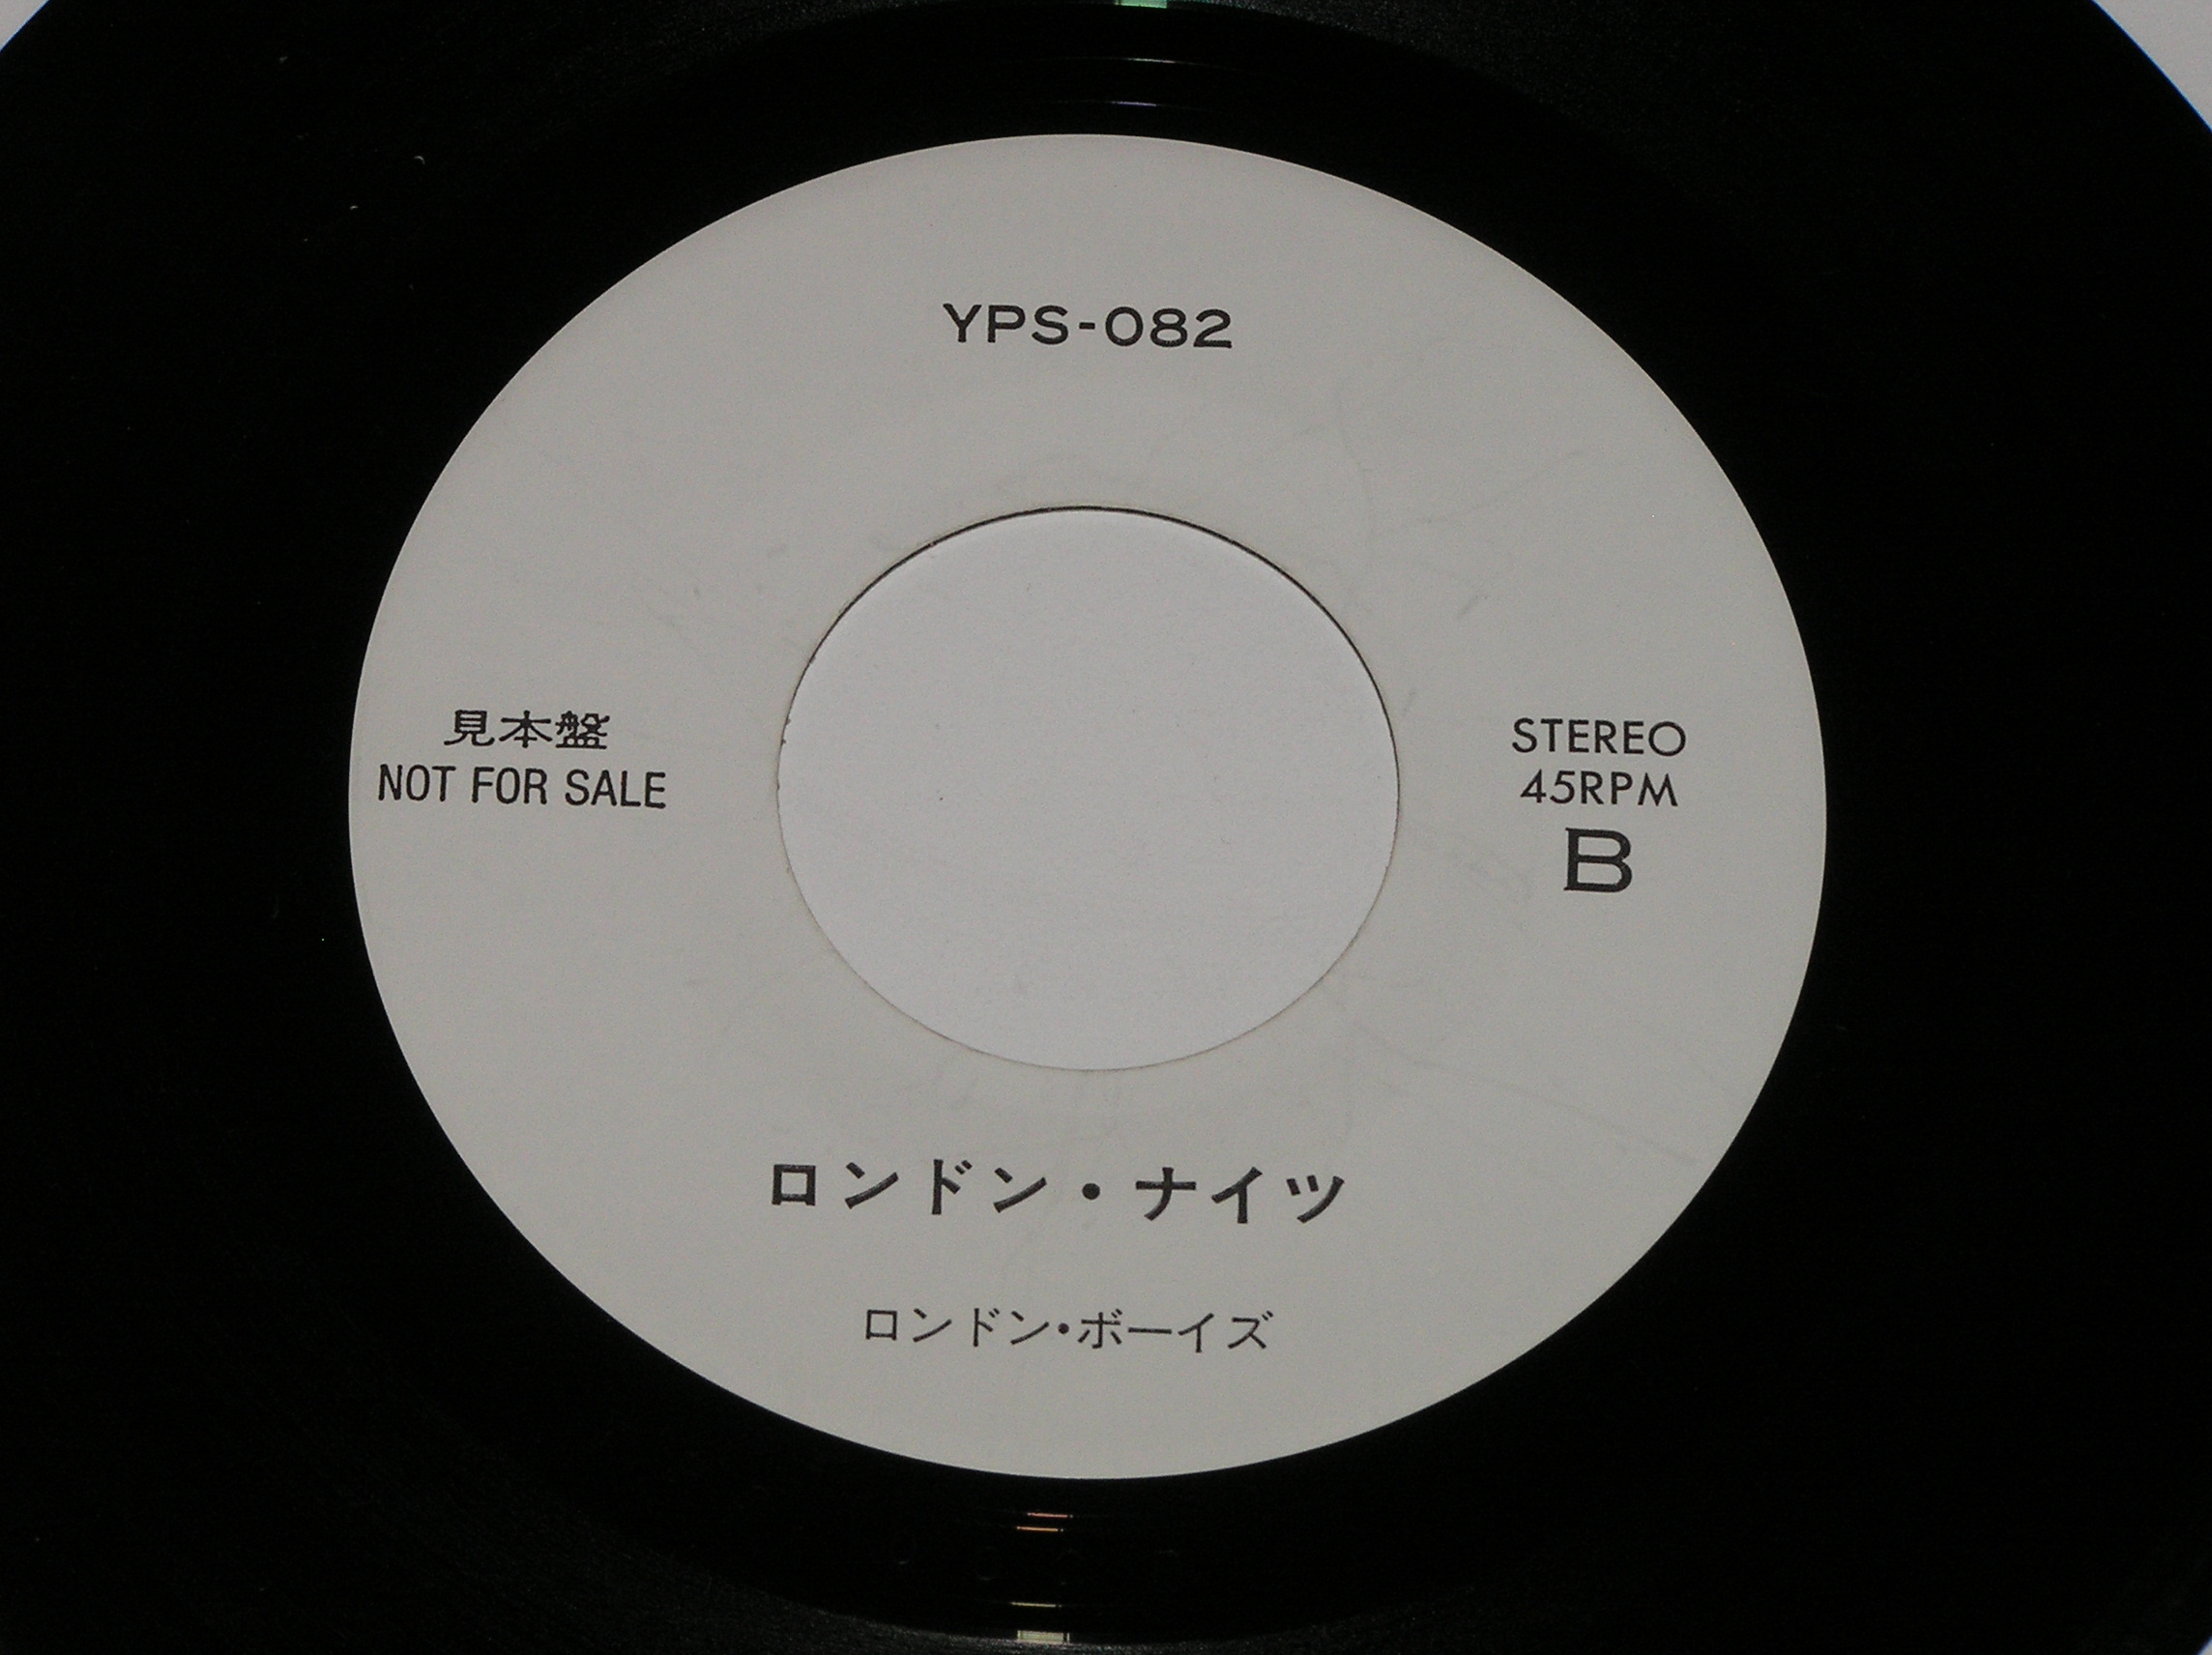 YPS-082
見本盤
NOT FOR SALE
STEREO
45RPM
B
ロンドン・ナイツ
ロンドン・ボーイズ